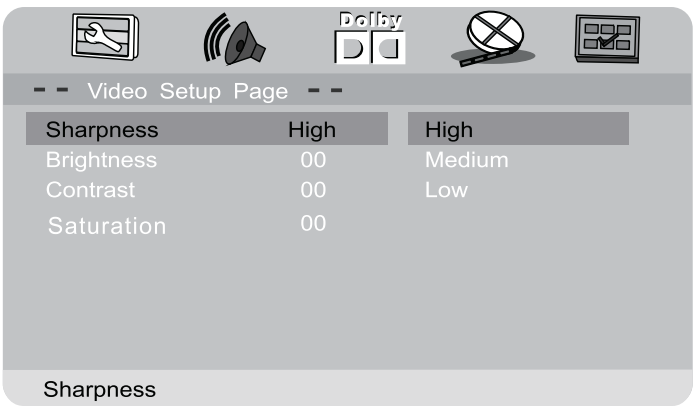 Dolby
-- Video Setup Page --
Sharpness High High
Brightness 00 Medium
Contrast 00 Low
Saturation 00
Sharpness